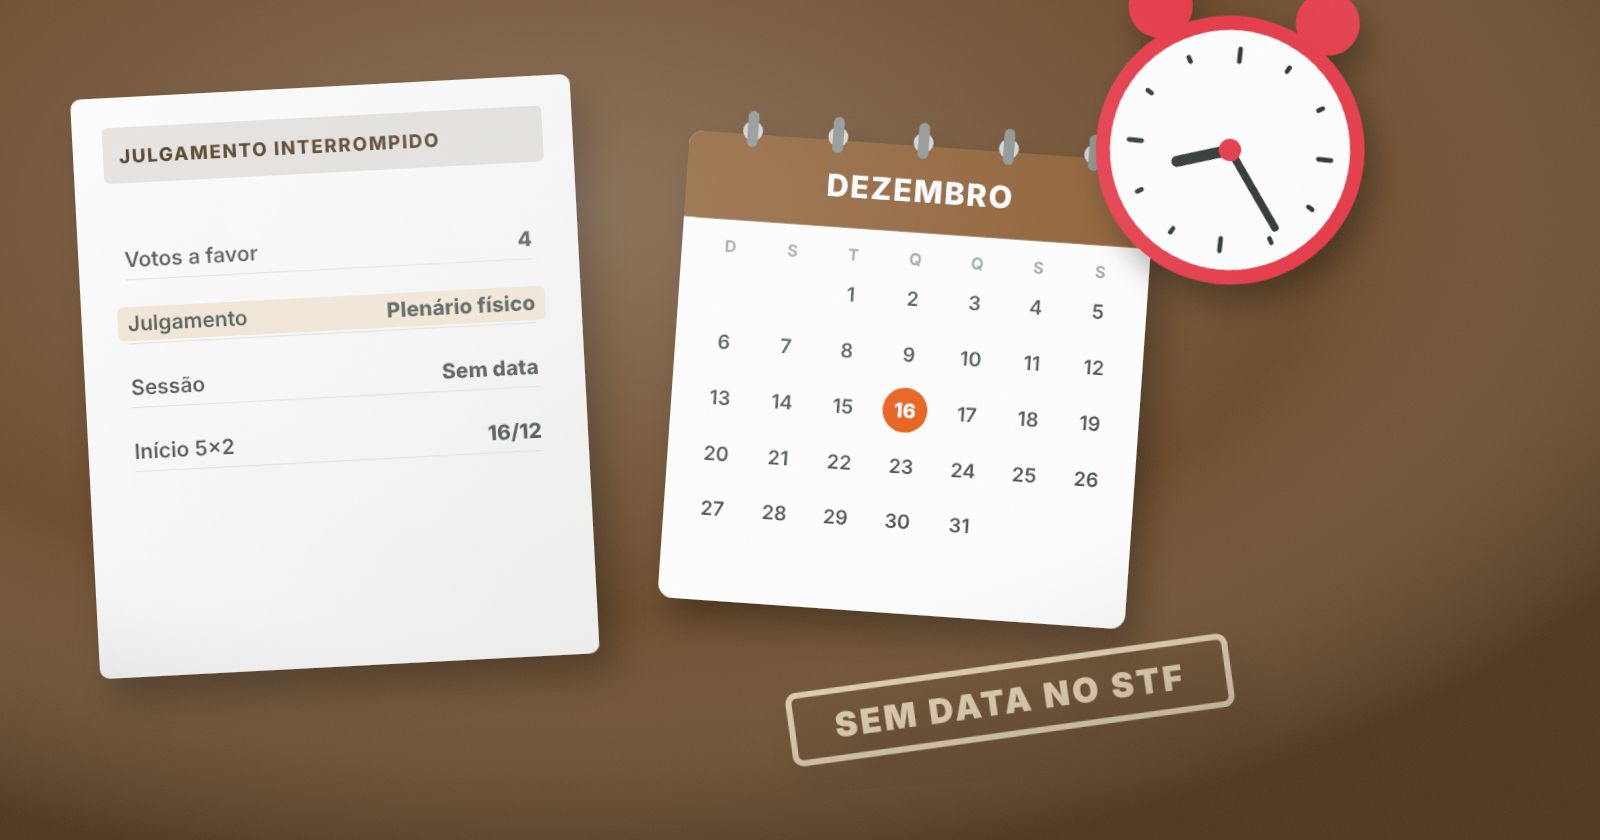 JULGAMENTO INTERROMPIDO
Votos a favor 4
Julgamento Plenário físico
Sessão Sem data
Início 5×2 16/12
DEZEMBRO
D S T Q Q S S
1 2 3 4 5
6 7 8 9 10 11 12
13 14 15 16 17 18 19
20 21 22 23 24 25 26
27 28 29 30 31
SEM DATA NO STF